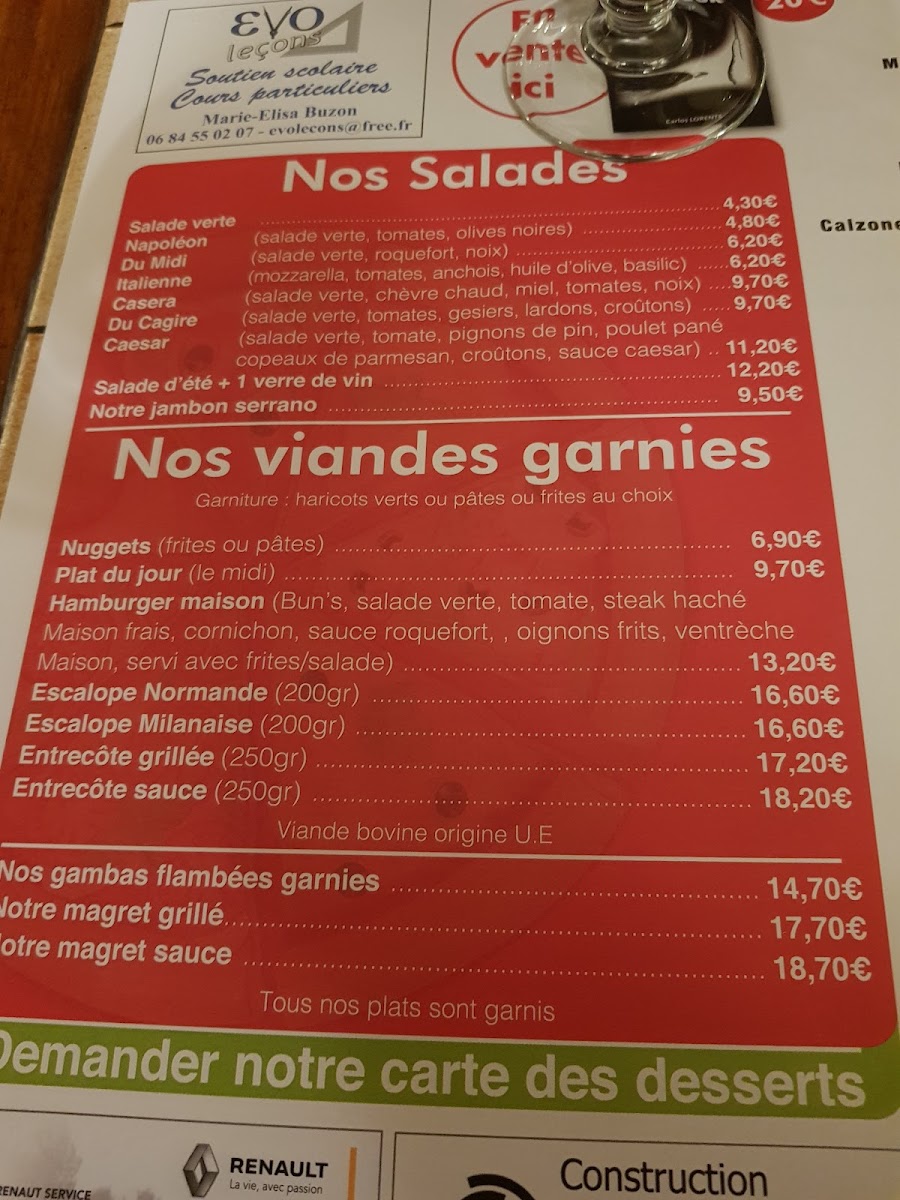 εVO
leçons
Soutien scolaire
Cours particuliers
Marie-Elisa Buzon
06 84 55 02 07 - evolecons@free.fr
En
vente
ici
Carlos LORENTE
20€
Nos Salades
Salade verte ........ 4,30€
Napoléon (salade verte, tomates, olives noires) ........ 4,80€
Du Midi (salade verte, roquefort, noix) ........ 6,20€
Italienne (mozzarella, tomates, anchois, huile d'olive, basilic) ...... 6,20€
Casera (salade verte, chèvre chaud, miel, tomates, noix) .... 9,70€
Du Cagire (salade verte, tomates, gesiers, lardons, croûtons) ..... 9,70€
Caesar (salade verte, tomate, pignons de pin, poulet pané
copeaux de parmesan, croûtons, sauce caesar) .. 11,20€
Salade d'été + 1 verre de vin ........ 12,20€
Notre jambon serrano ........ 9,50€
Nos viandes garnies
Garniture : haricots verts ou pâtes ou frites au choix
Nuggets (frites ou pâtes) ........ 6,90€
Plat du jour (le midi) ........ 9,70€
Hamburger maison (Bun's, salade verte, tomate, steak haché
Maison frais, cornichon, sauce roquefort, , oignons frits, ventrèche
Maison, servi avec frites/salade) ........ 13,20€
Escalope Normande (200gr) ........ 16,60€
Escalope Milanaise (200gr) ........ 16,60€
Entrecôte grillée (250gr) ........ 17,20€
Entrecôte sauce (250gr) ........ 18,20€
Viande bovine origine U.E
Nos gambas flambées garnies ........ 14,70€
Notre magret grillé ........ 17,70€
otre magret sauce ........ 18,70€
Tous nos plats sont garnis
Demander notre carte des desserts
Calzone
RENAULT
La vie, avec passion
RENAUT SERVICE
Construction